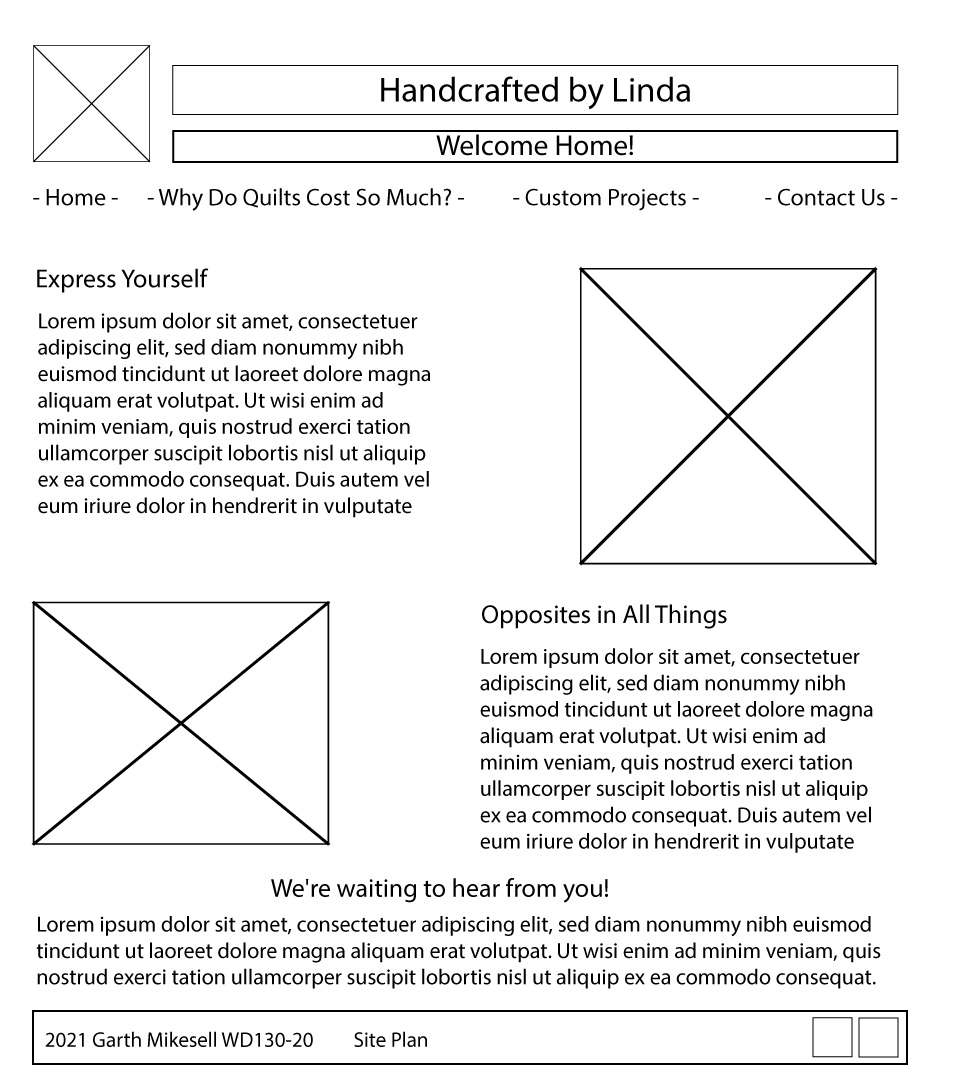 Handcrafted by Linda
Welcome Home!
- Home - - Why Do Quilts Cost So Much? - - Custom Projects - - Contact Us -
Express Yourself
Lorem ipsum dolor sit amet, consectetuer
adipiscing elit, sed diam nonummy nibh
euismod tincidunt ut laoreet dolore magna
aliquam erat volutpat. Ut wisi enim ad
minim veniam, quis nostrud exerci tation
ullamcorper suscipit lobortis nisl ut aliquip
ex ea commodo consequat. Duis autem vel
eum iriure dolor in hendrerit in vulputate
Opposites in All Things
Lorem ipsum dolor sit amet, consectetuer
adipiscing elit, sed diam nonummy nibh
euismod tincidunt ut laoreet dolore magna
aliquam erat volutpat. Ut wisi enim ad
minim veniam, quis nostrud exerci tation
ullamcorper suscipit lobortis nisl ut aliquip
ex ea commodo consequat. Duis autem vel
eum iriure dolor in hendrerit in vulputate
We're waiting to hear from you!
Lorem ipsum dolor sit amet, consectetuer adipiscing elit, sed diam nonummy nibh euismod
tincidunt ut laoreet dolore magna aliquam erat volutpat. Ut wisi enim ad minim veniam, quis
nostrud exerci tation ullamcorper suscipit lobortis nisl ut aliquip ex ea commodo consequat.
2021 Garth Mikesell WD130-20 Site Plan